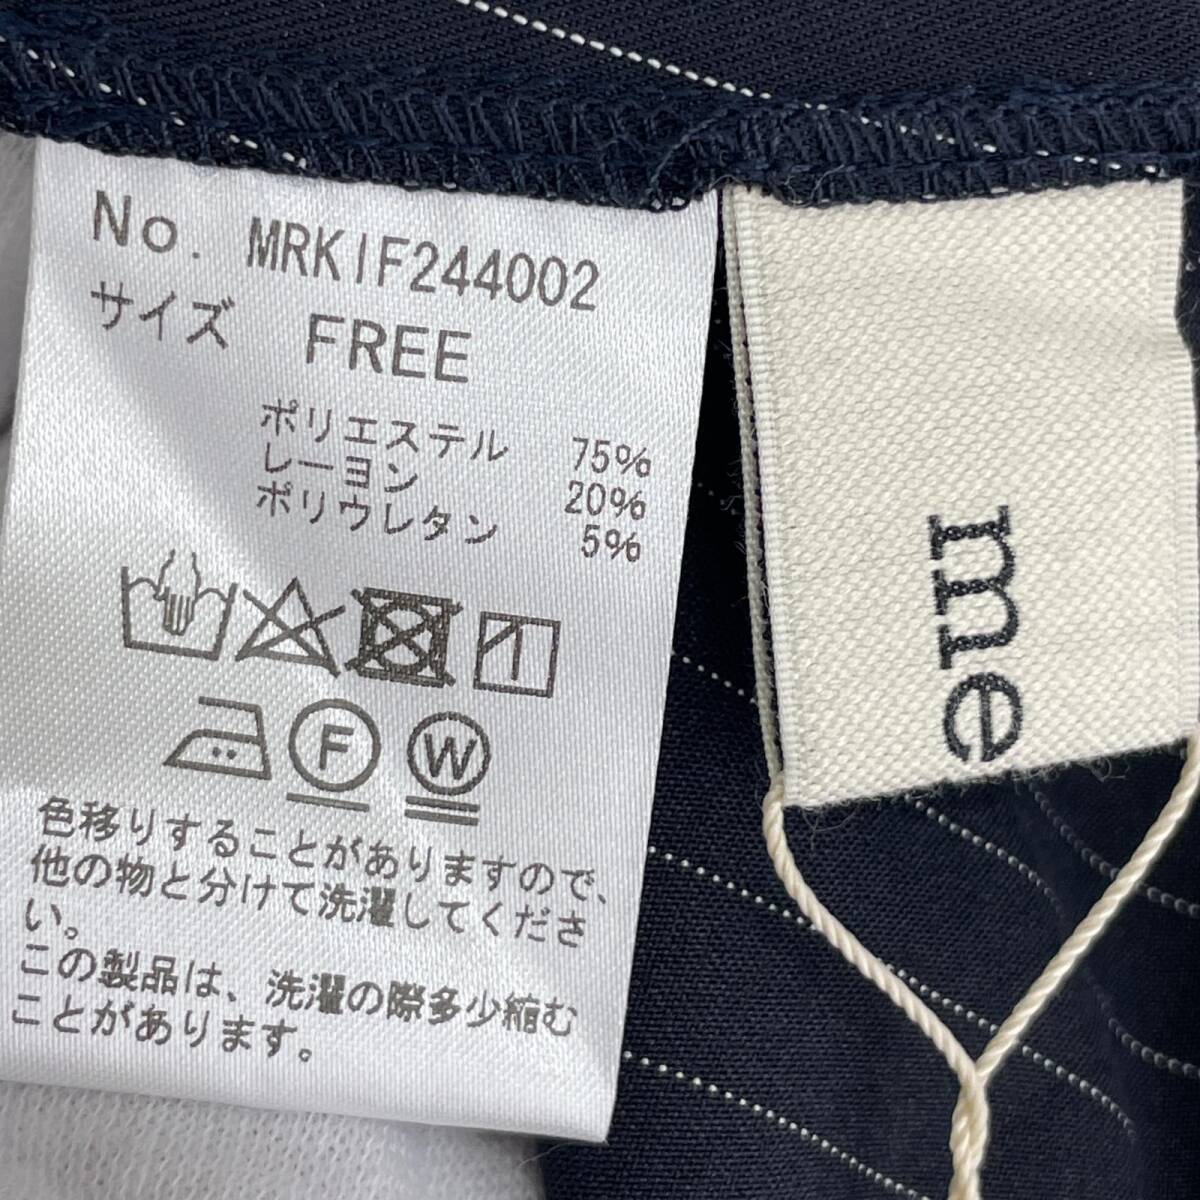 No. MRKIF244002
サイズ FREE
ポリエステル 75%
レーヨン 20%
ポリウレタン 5%
F W
色移りすることがありますので、
他の物と分けて洗濯してくださ
い。
この製品は、洗濯の際多少縮む
ことがあります。
me